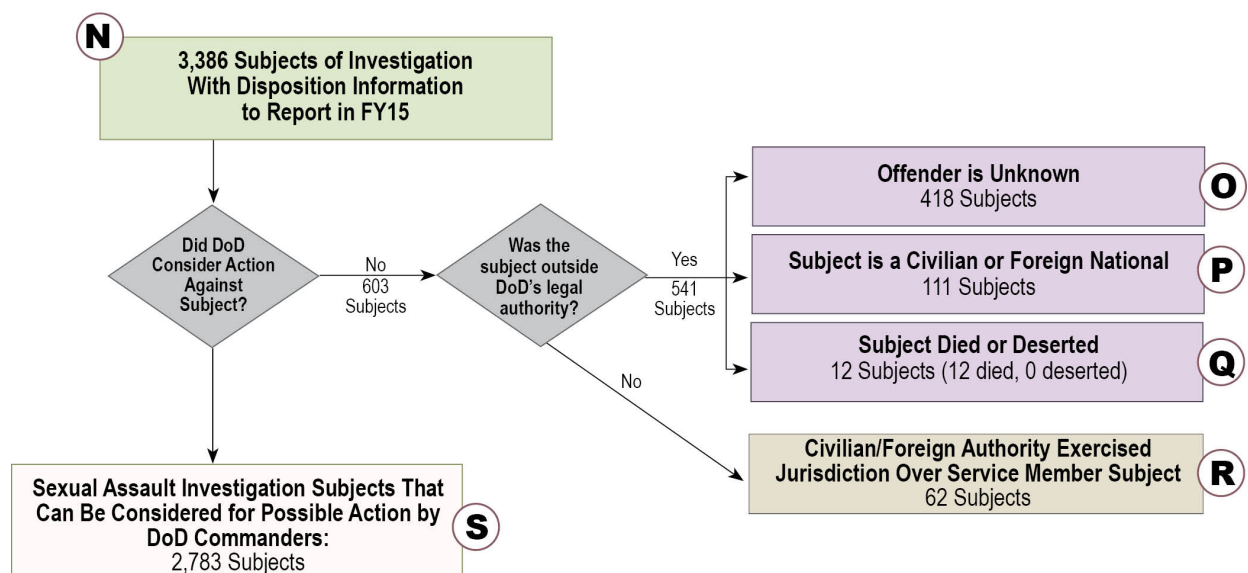 N
3,386 Subjects of Investigation
With Disposition Information
to Report in FY15
Did DoD
Consider Action
Against
Subject?
No
603
Subjects
Was the
subject outside
DoD's legal
authority?
Yes
541
Subjects
Offender is Unknown
418 Subjects
O
Subject is a Civilian or Foreign National
111 Subjects
P
Subject Died or Deserted
12 Subjects (12 died, 0 deserted)
Q
No
Civilian/Foreign Authority Exercised
Jurisdiction Over Service Member Subject
62 Subjects
R
Sexual Assault Investigation Subjects That
Can Be Considered for Possible Action by
DoD Commanders:
2,783 Subjects
S